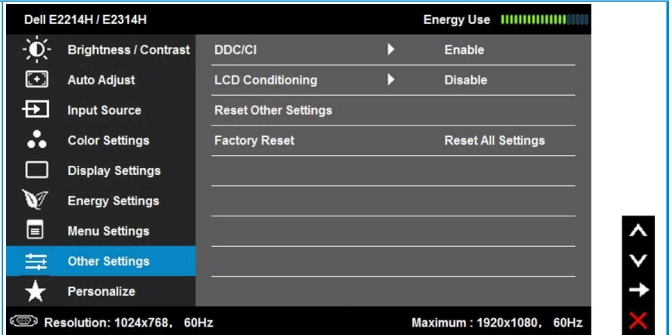 Dell E2214H / E2314H Energy Use
Brightness / Contrast DDC/CI Enable
Auto Adjust LCD Conditioning Disable
Input Source Reset Other Settings
Color Settings Factory Reset Reset All Settings
Display Settings
Energy Settings
Menu Settings
Other Settings
Personalize
Resolution: 1024x768, 60Hz Maximum : 1920x1080, 60Hz